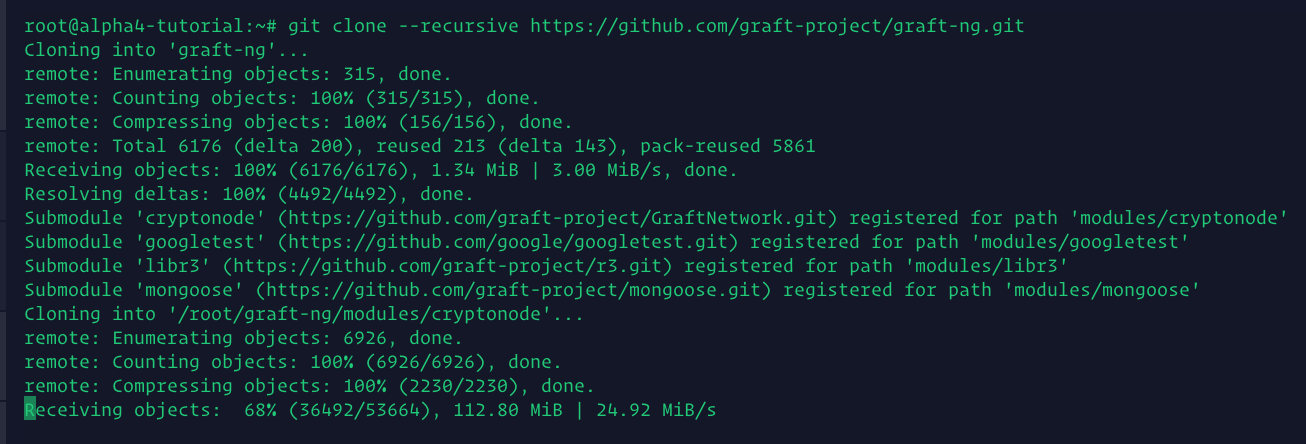 root@alpha4-tutorial:~# git clone --recursive https://github.com/graft-project/graft-ng.git
Cloning into 'graft-ng'...
remote: Enumerating objects: 315, done.
remote: Counting objects: 100% (315/315), done.
remote: Compressing objects: 100% (156/156), done.
remote: Total 6176 (delta 200), reused 213 (delta 143), pack-reused 5861
Receiving objects: 100% (6176/6176), 1.34 MiB | 3.00 MiB/s, done.
Resolving deltas: 100% (4492/4492), done.
Submodule 'cryptonode' (https://github.com/graft-project/GraftNetwork.git) registered for path 'modules/cryptonode'
Submodule 'googletest' (https://github.com/google/googletest.git) registered for path 'modules/googletest'
Submodule 'libr3' (https://github.com/graft-project/r3.git) registered for path 'modules/libr3'
Submodule 'mongoose' (https://github.com/graft-project/mongoose.git) registered for path 'modules/mongoose'
Cloning into '/root/graft-ng/modules/cryptonode'...
remote: Enumerating objects: 6926, done.
remote: Counting objects: 100% (6926/6926), done.
remote: Compressing objects: 100% (2230/2230), done.
Receiving objects:  68% (36492/53664), 112.80 MiB | 24.92 MiB/s